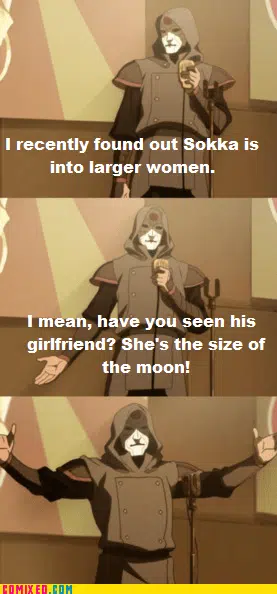 I recently found out Sokka is
into larger women.
I mean, have you seen his
girlfriend? She's the size of
the moon!
COMIXED.COM